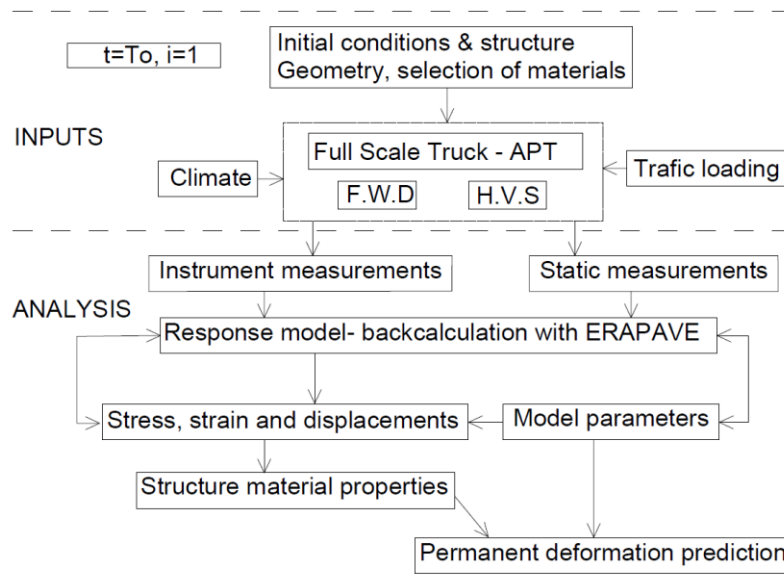 Initial conditions & structure
t=To, i=1
Geometry, selection of materials
INPUTS
Full Scale Truck - APT
Climate
Trafic loading
F.W.D
H.V.S
Instrument measurements
Static measurements
ANALYSIS
Response model- backcalculation with ERAPAVE
Stress, strain and displacements
Model parameters
Structure material properties
Permanent deformation prediction